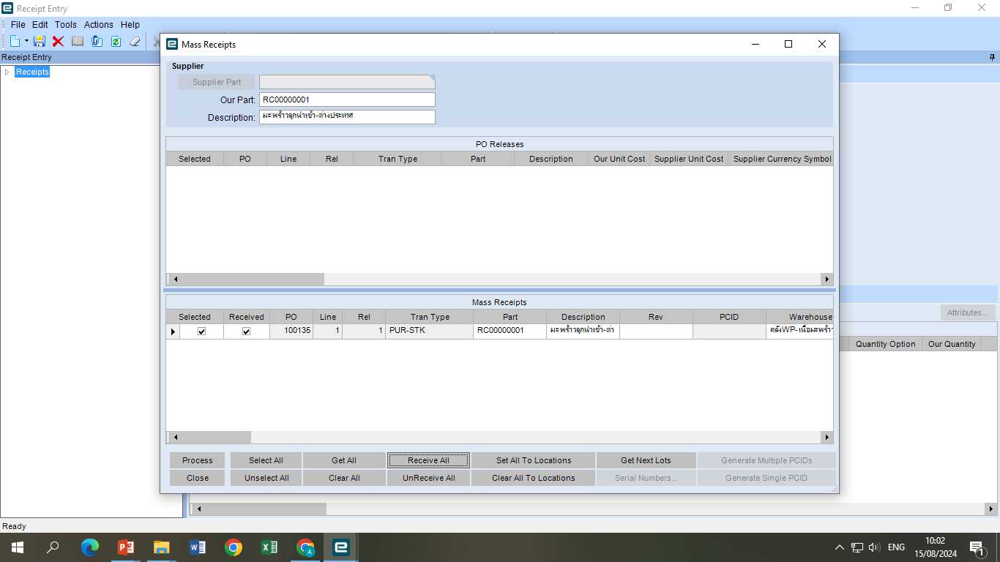 Receipt Entry
File Edit Tools Actions Help
Receipt Entry
Receipts
Mass Receipts
Supplier
Supplier Part
Our Part: RC00000001
Description: มะพร้าวลูกนำเข้า-ต่างประเทศ
PO Releases
Selected PO Line Rel Tran Type Part Description Our Unit Cost Supplier Unit Cost Supplier Currency Symbol
Mass Receipts
Selected Received PO Line Rel Tran Type Part Description Rev PCID Warehouse
100135 1 1 PUR-STK RC00000001 มะพร้าวลูกนำเข้า-ต่า คลังWP-เนื้อมะพร้าว
Attributes...
Quantity Option Our Quantity
Process Select All Get All Receive All Set All To Locations Get Next Lots Generate Multiple PCIDs
Close Unselect All Clear All UnReceive All Clear All To Locations Serial Numbers... Generate Single PCID
Ready
ENG
10:02
15/08/2024
1